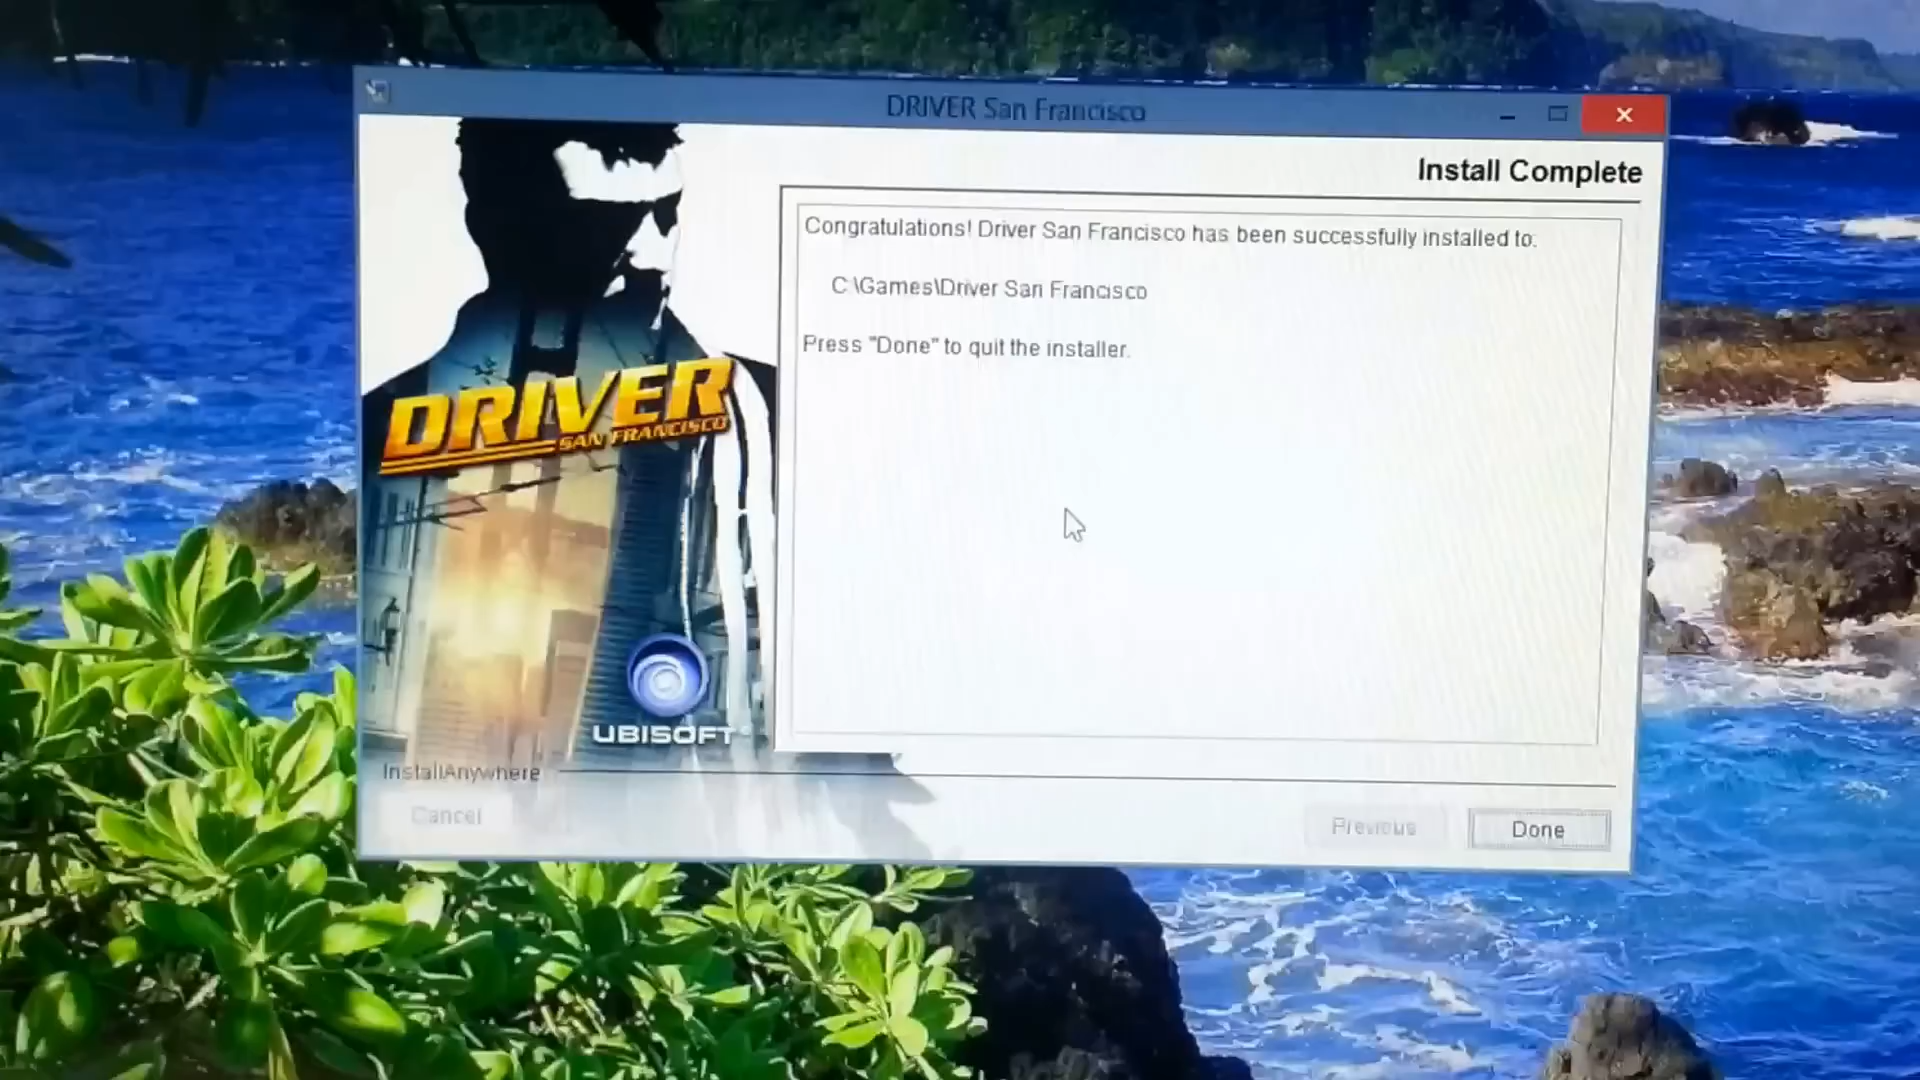 DRIVER San Francisco
Install Complete
Congratulations! Driver San Francisco has been successfully installed to:
C:\Games\Driver San Francisco
Press "Done" to quit the installer.
DRIVER
SAN FRANCISCO
UBISOFT
InstallAnywhere
Cancel
Previous
Done